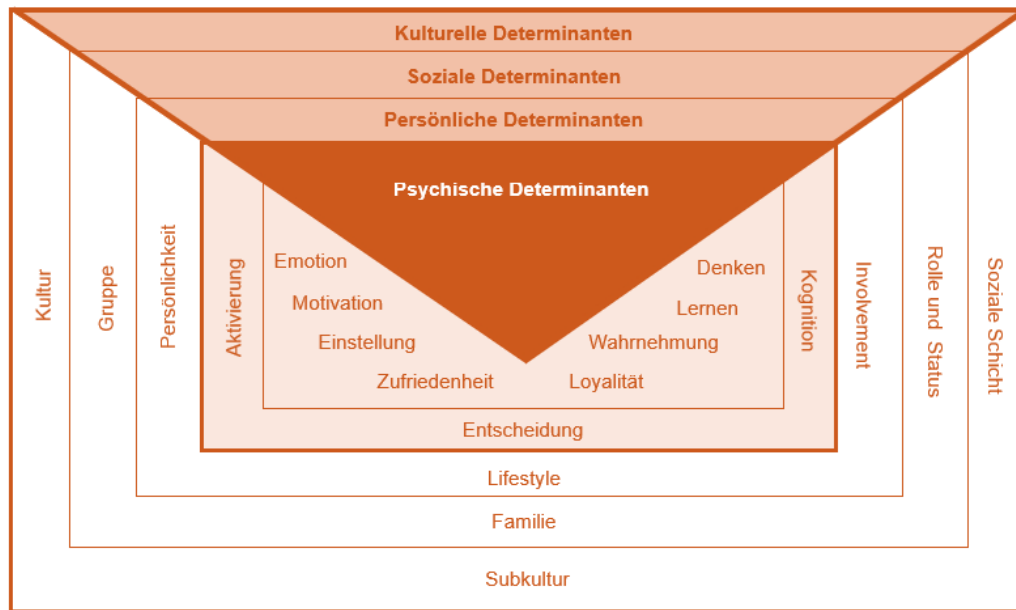 Kulturelle Determinanten
Soziale Determinanten
Persönliche Determinanten
Psychische Determinanten
Kultur
Gruppe
Persönlichkeit
Aktivierung
Emotion
Motivation
Einstellung
Zufriedenheit
Denken
Lernen
Wahrnehmung
Loyalität
Kognition
Involvement
Rolle und Status
Soziale Schicht
Entscheidung
Lifestyle
Familie
Subkultur